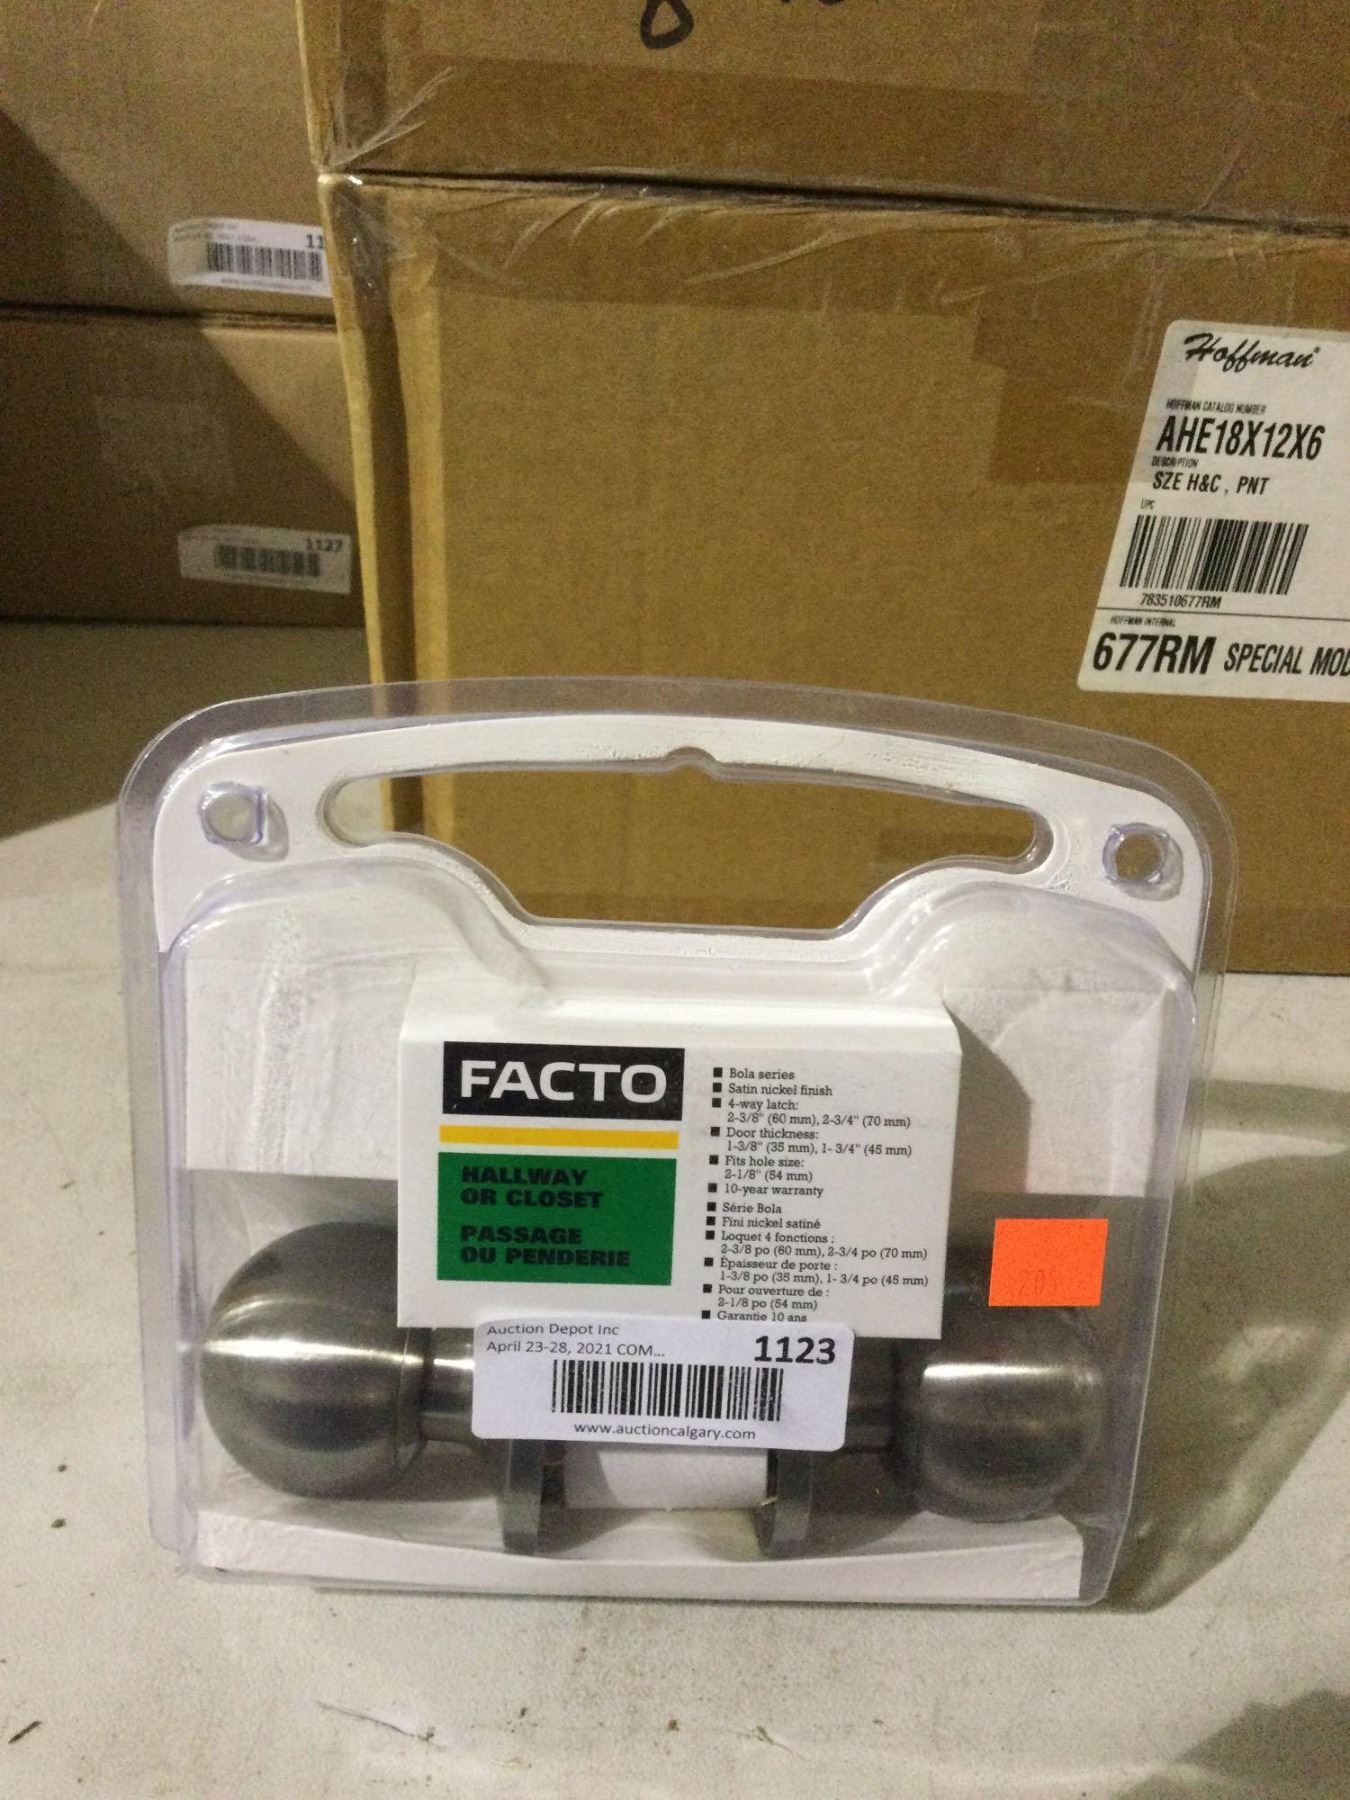 8
11
1127
Hoffman
HOFFMAN CATALOG NUMBER
AHE18X12X6
DESCRIPTION
SZE H&C, PNT
UPC
783510677RM
HOFFMAN INTERNAL
677RM SPECIAL MOD
FACTO
HALLWAY
OR CLOSET
PASSAGE
OU PENDERIE
■ Bola series
■ Satin nickel finish
■ 4-way latch:
2-3/8" (60 mm), 2-3/4" (70 mm)
■ Door thickness:
1-3/8" (35 mm), 1- 3/4" (45 mm)
■ Fits hole size:
2-1/8" (54 mm)
■ 10-year warranty
■ Série Bola
■ Fini nickel satiné
■ Loquet 4 fonctions :
2-3/8 po (60 mm), 2-3/4 po (70 mm)
■ Épaisseur de porte :
1-3/8 po (35 mm), 1- 3/4 po (45 mm)
■ Pour ouverture de :
2-1/8 po (54 mm)
■ Garantie 10 ans
Auction Depot Inc
April 23-28, 2021 COM...
1123
www.auctioncalgary.com